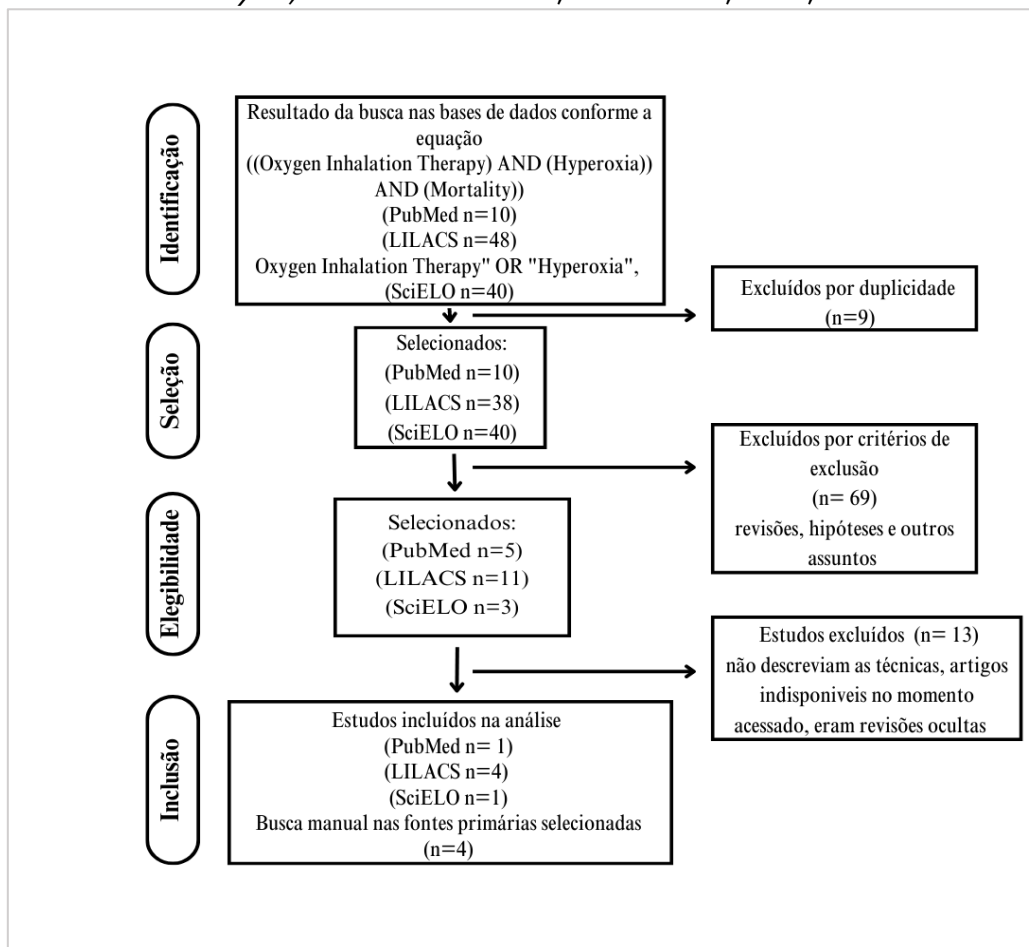 Identificação
Resultado da busca nas bases de dados conforme a
equação
((Oxygen Inhalation Therapy) AND (Hyperoxia))
AND (Mortality))
(PubMed n=10)
(LILACS n=48)
Oxygen Inhalation Therapy" OR "Hyperoxia",
(SciELO n=40)
Excluídos por duplicidade
(n=9)
Seleção
Selecionados:
(PubMed n=10)
(LILACS n=38)
(SciELO n=40)
Excluídos por critérios de
exclusão
(n= 69)
revisões, hipóteses e outros
assuntos
Elegibilidade
Selecionados:
(PubMed n=5)
(LILACS n=11)
(SciELO n=3)
Estudos excluídos (n= 13)
não descreviam as técnicas, artigos
indisponiveis no momento
acessado, eram revisões ocultas
Inclusão
Estudos incluídos na análise
(PubMed n= 1)
(LILACS n=4)
(SciELO n=1)
Busca manual nas fontes primárias selecionadas
(n=4)